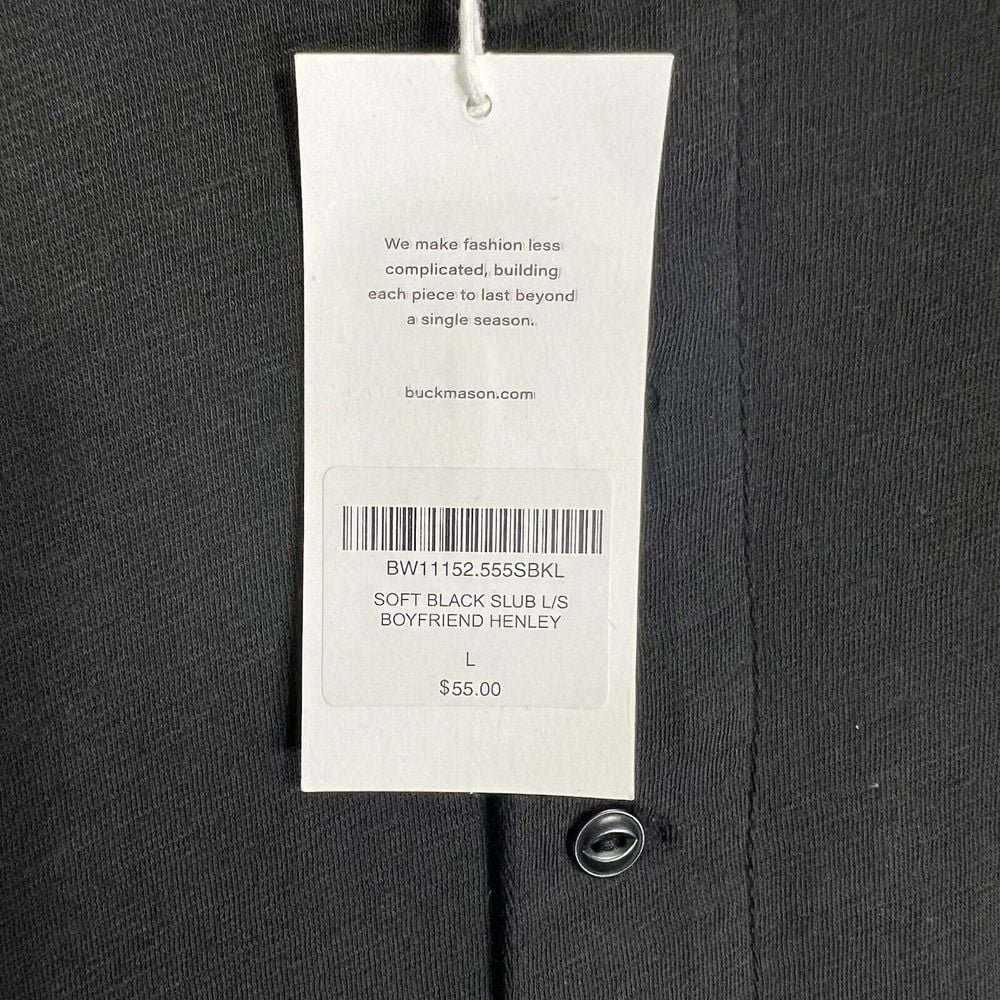 We make fashion less
complicated, building
each piece to last beyond
a single season.
buckmason.com
BW11152.555SBKL
SOFT BLACK SLUB L/S
BOYFRIEND HENLEY
L
$55.00